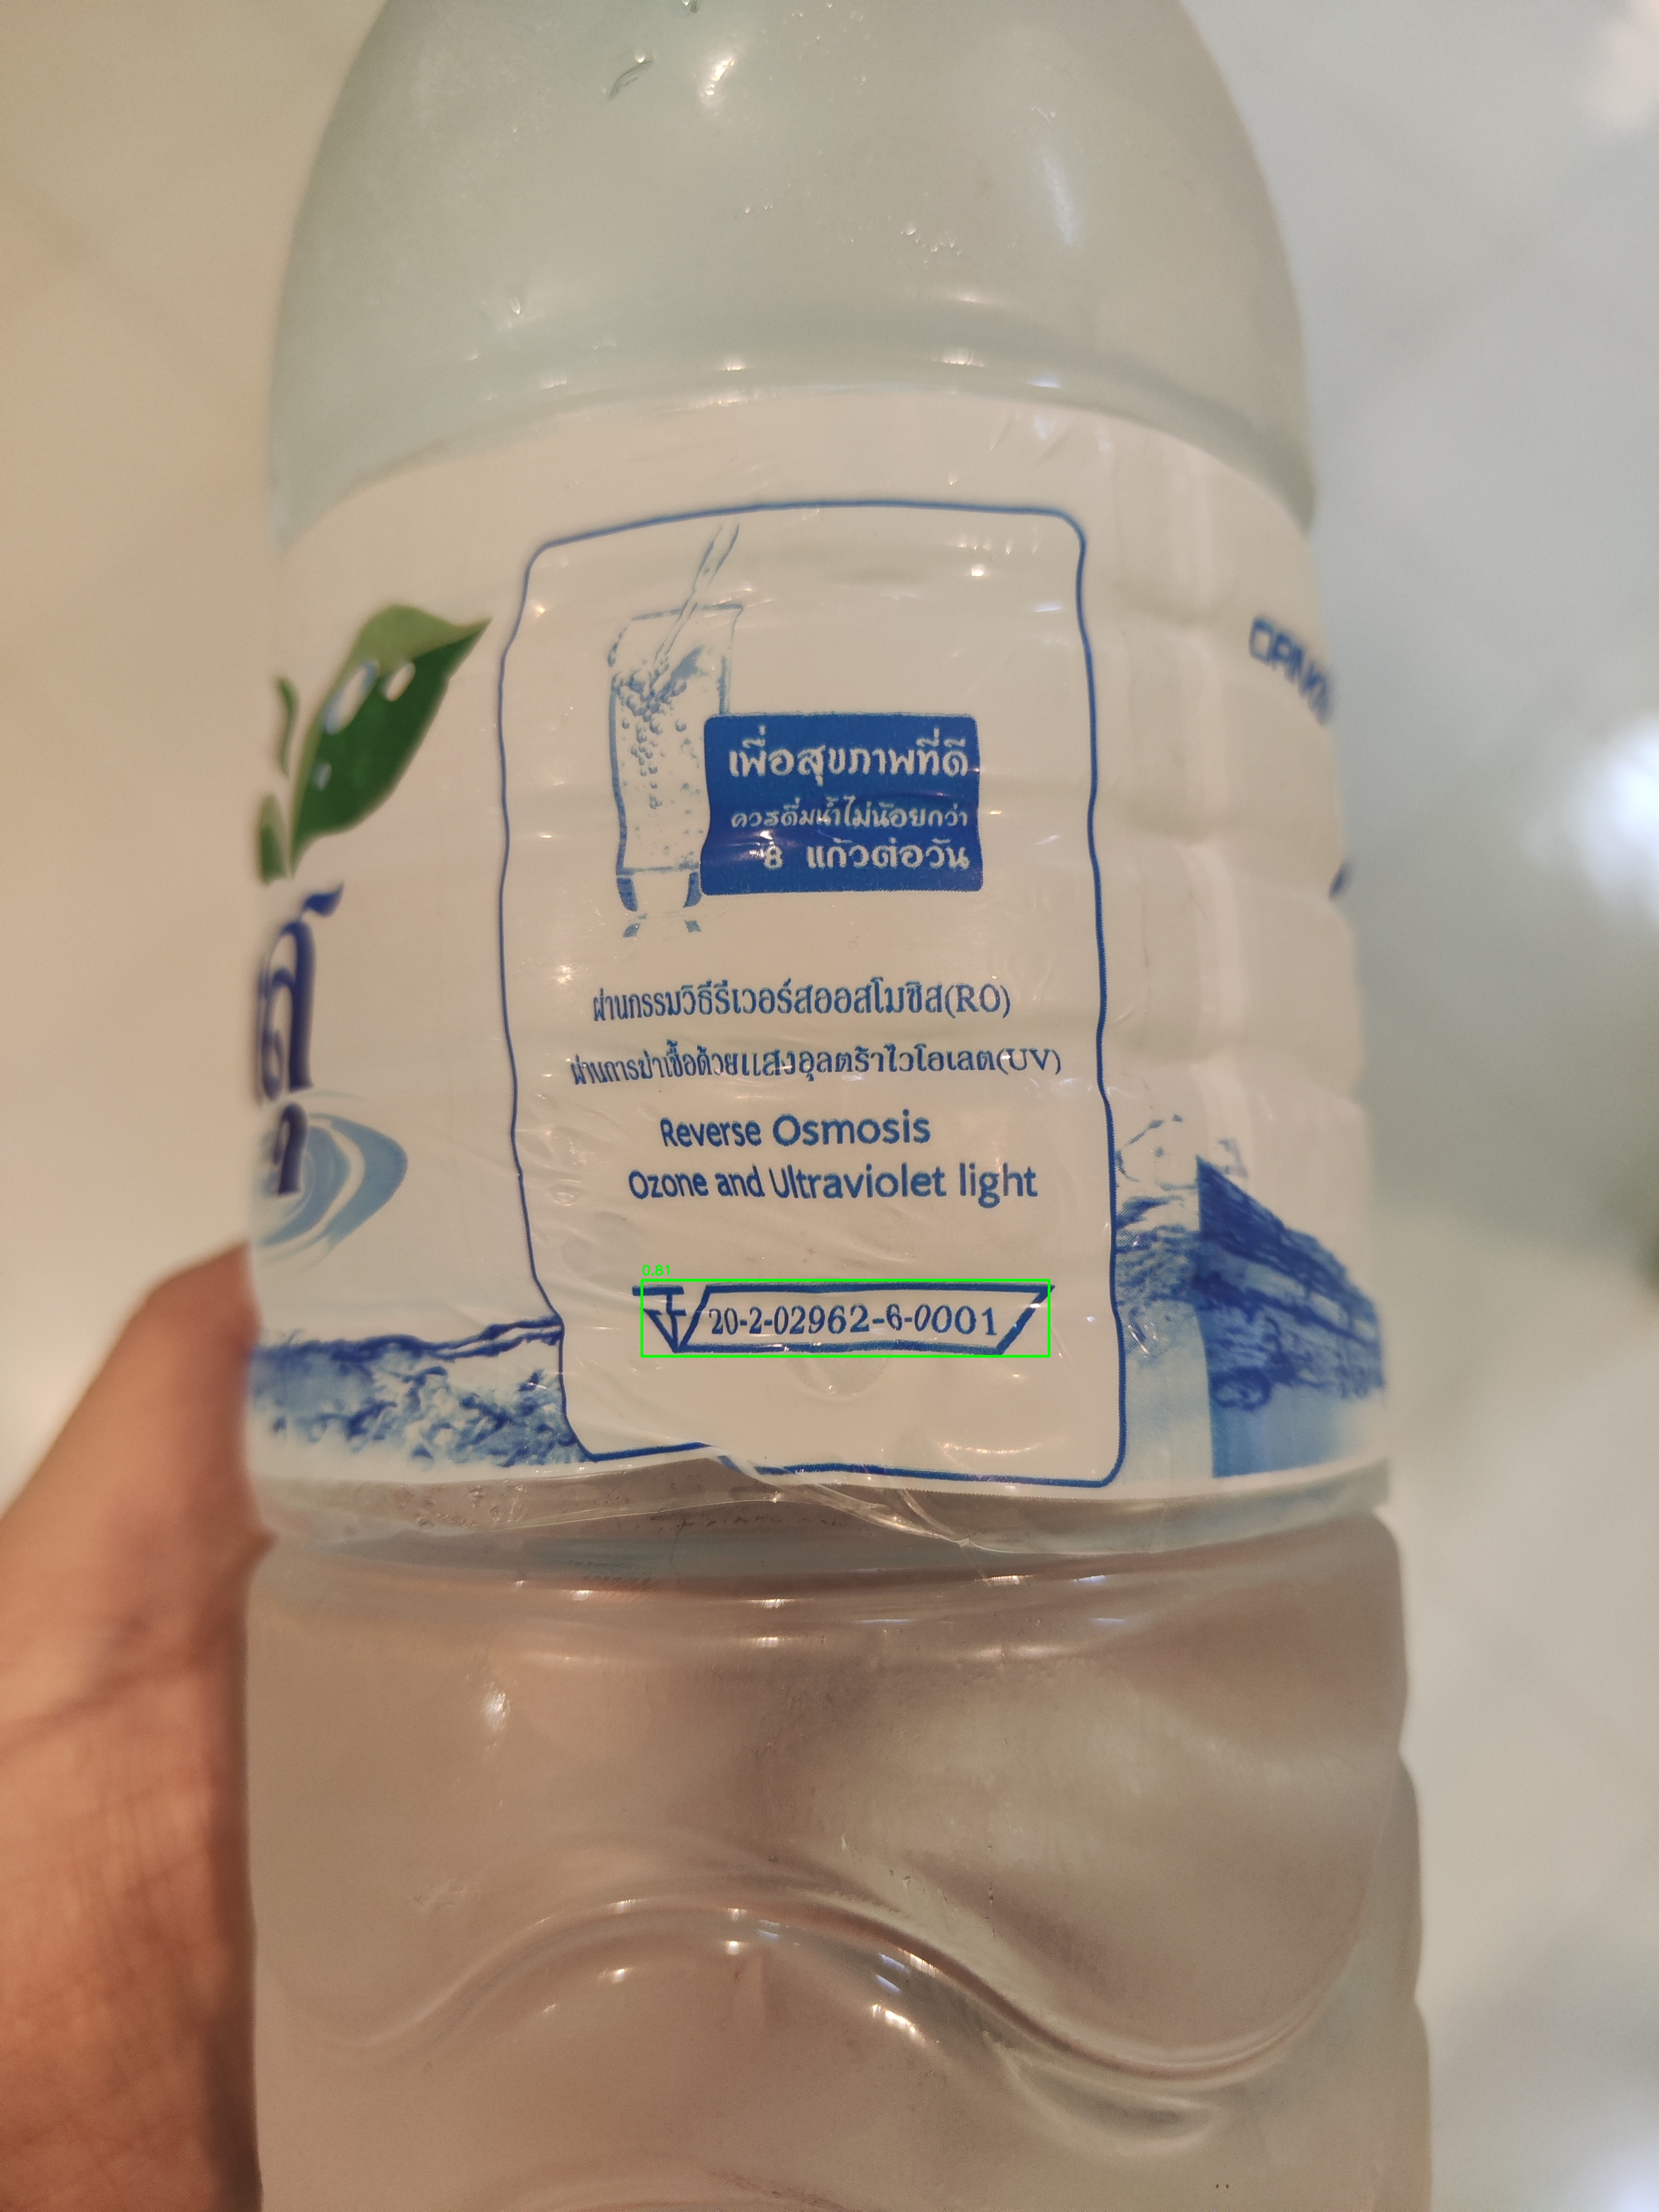 เพื่อสุขภาพที่ดี
ควรดื่มน้ำไม่น้อยกว่า
8 แก้วต่อวัน
ผ่านกรรมวิธีรีเวอร์สออสโมซิส(RO)
ผ่านการฆ่าเชื้อด้วยแสงอุลตร้าไวโอเลต(UV)
Reverse Osmosis
Ozone and Ultraviolet light
0.81
20-2-02962-6-0001